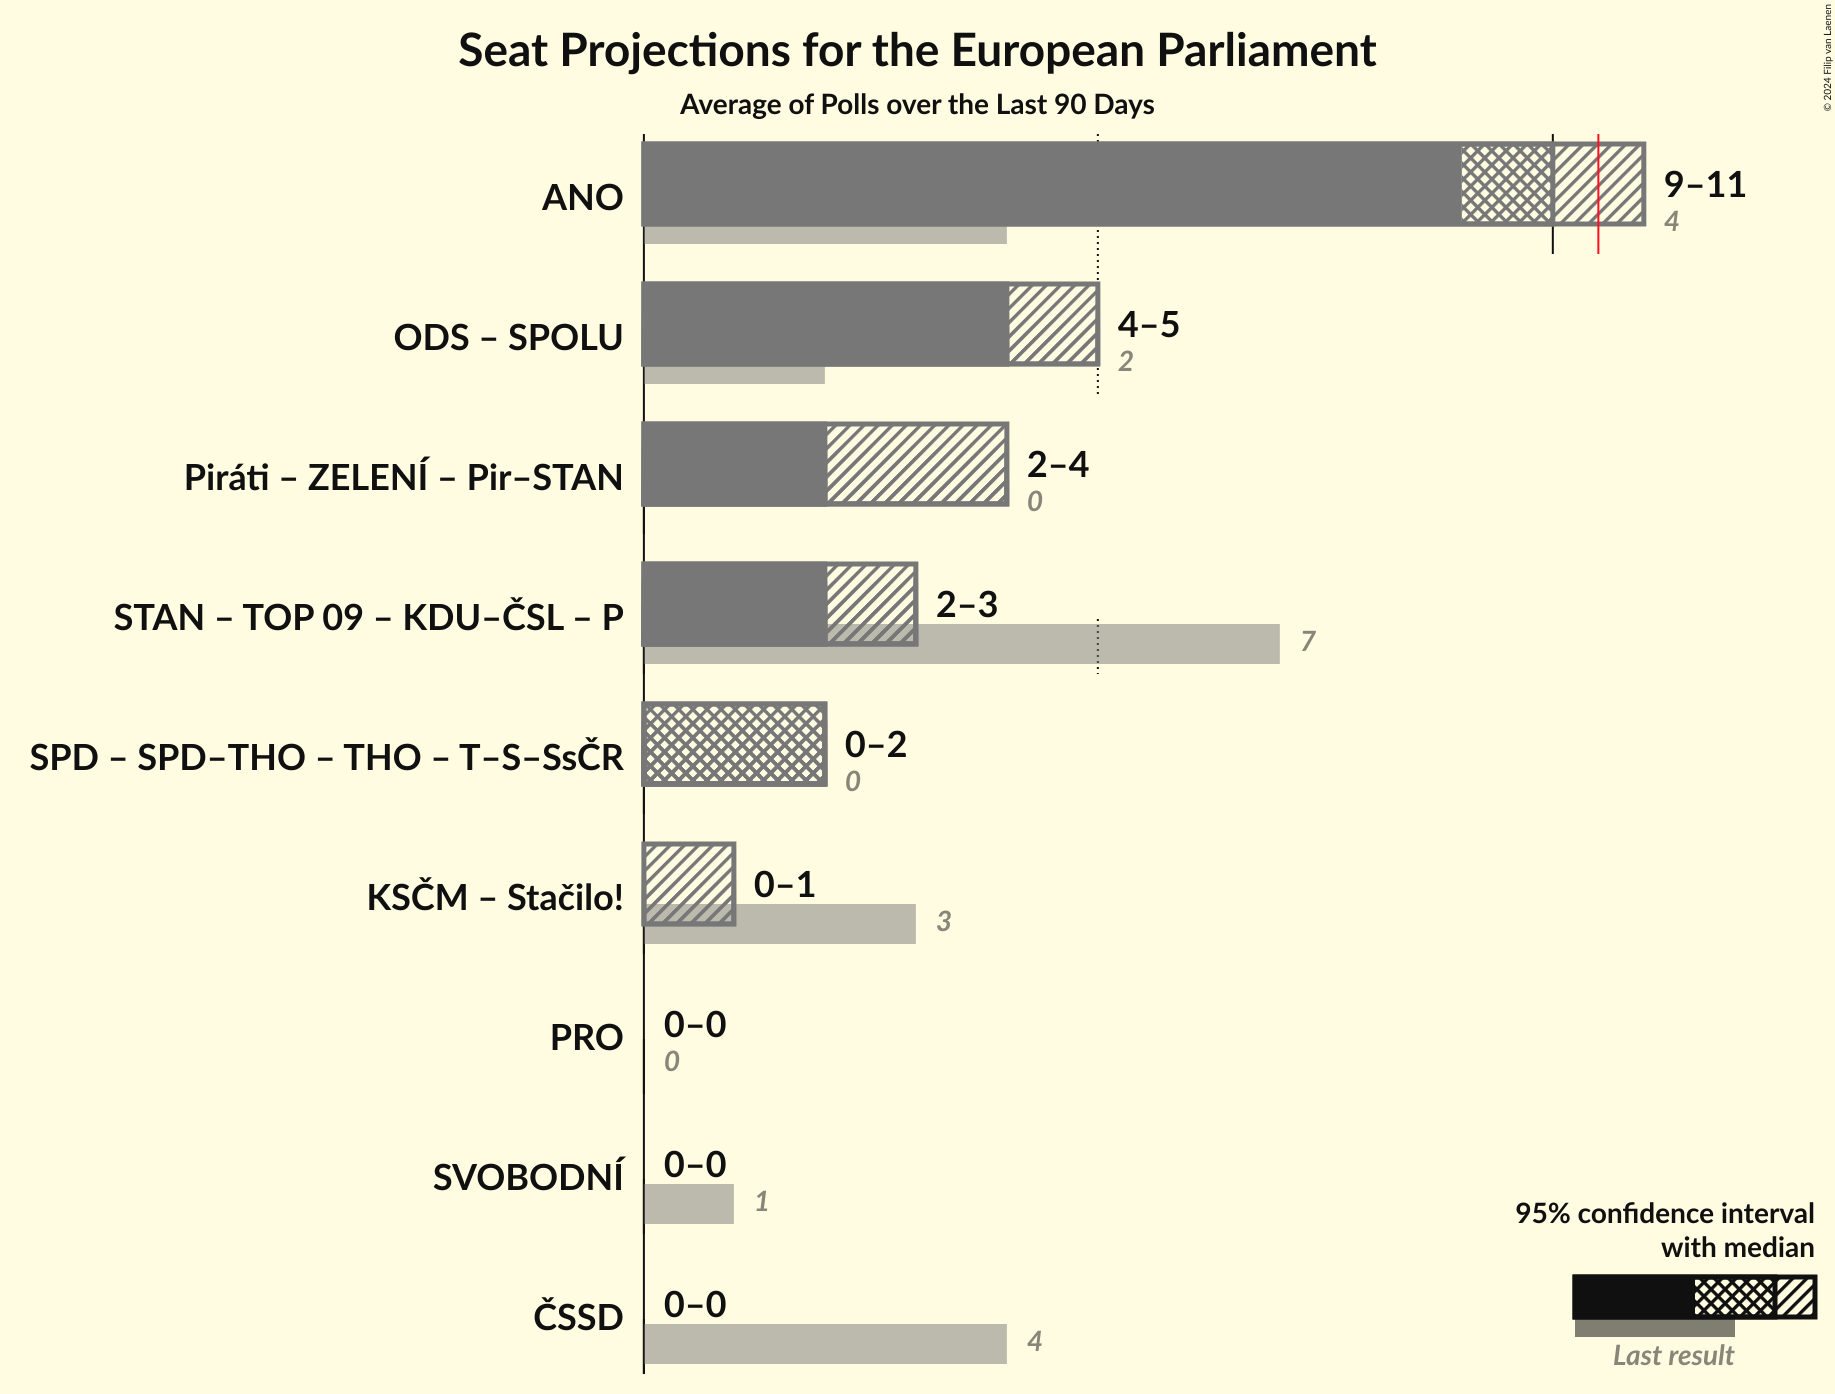 Seat Projections for the European Parliament
Average of Polls over the Last 90 Days
© 2024 Filip van Laenen
ANO
9–11
4
ODS – SPOLU
4–5
2
Piráti – ZELENÍ – Pir–STAN
2–4
0
STAN – TOP 09 – KDU–ČSL – P
2–3
7
SPD – SPD–THO – THO – T–S–SsČR
0–2
0
KSČM – Stačilo!
0–1
3
PRO
0–0
0
SVOBODNÍ
0–0
1
ČSSD
0–0
4
95% confidence interval
with median
Last result